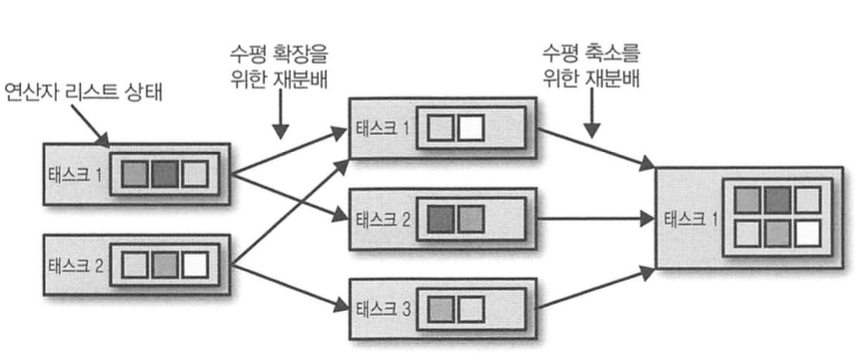 수평 확장을
위한 재분배
수평 축소를
위한 재분배
연산자 리스트 상태
태스크 1
태스크 2
태스크 1
태스크 2
태스크 3
태스크 1